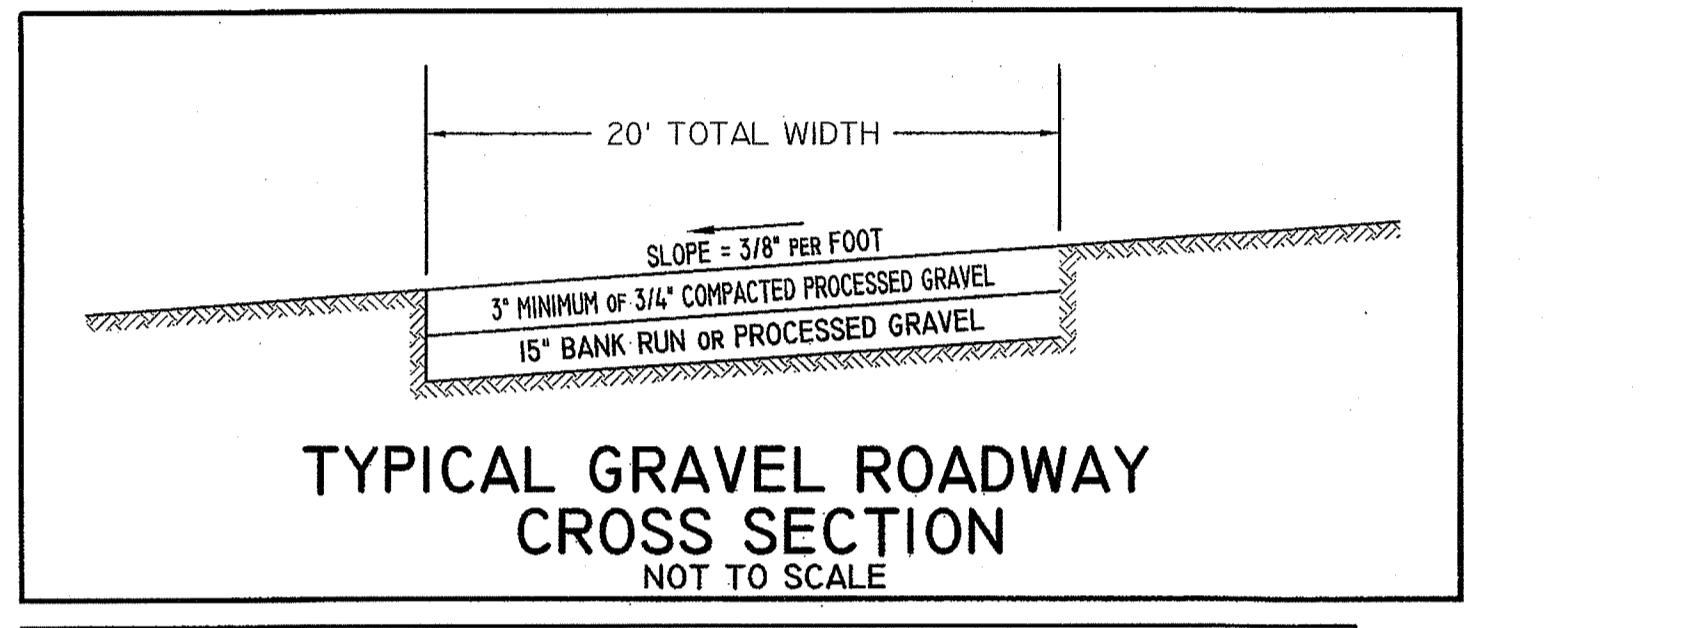 20' TOTAL WIDTH
SLOPE = 3/8" PER FOOT
3" MINIMUM OF 3/4" COMPACTED PROCESSED GRAVEL
15" BANK RUN OR PROCESSED GRAVEL
TYPICAL GRAVEL ROADWAY
CROSS SECTION
NOT TO SCALE